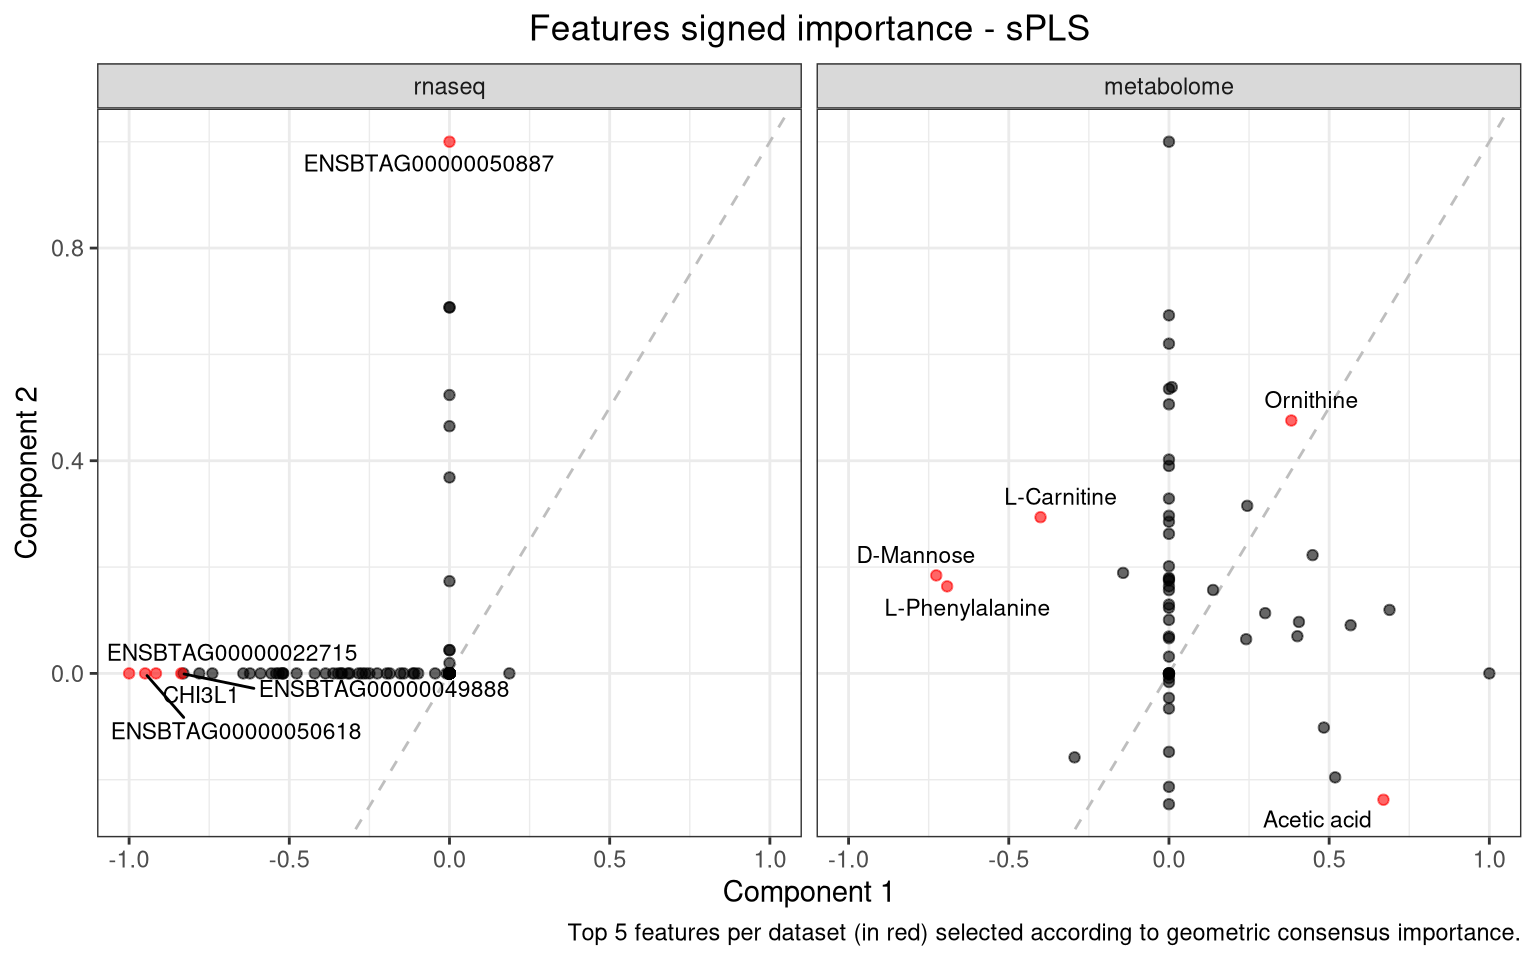 Features signed importance - sPLS
rnaseq
metabolome
ENSBTAG00000050887
ENSBTAG00000022715
CHI3L1
ENSBTAG00000049888
ENSBTAG00000050618
Ornithine
L-Carnitine
D-Mannose
L-Phenylalanine
Acetic acid
0.8
0.4
0.0
Component 2
-1.0 -0.5 0.0 0.5 1.0
-1.0 -0.5 0.0 0.5 1.0
Component 1
Top 5 features per dataset (in red) selected according to geometric consensus importance.